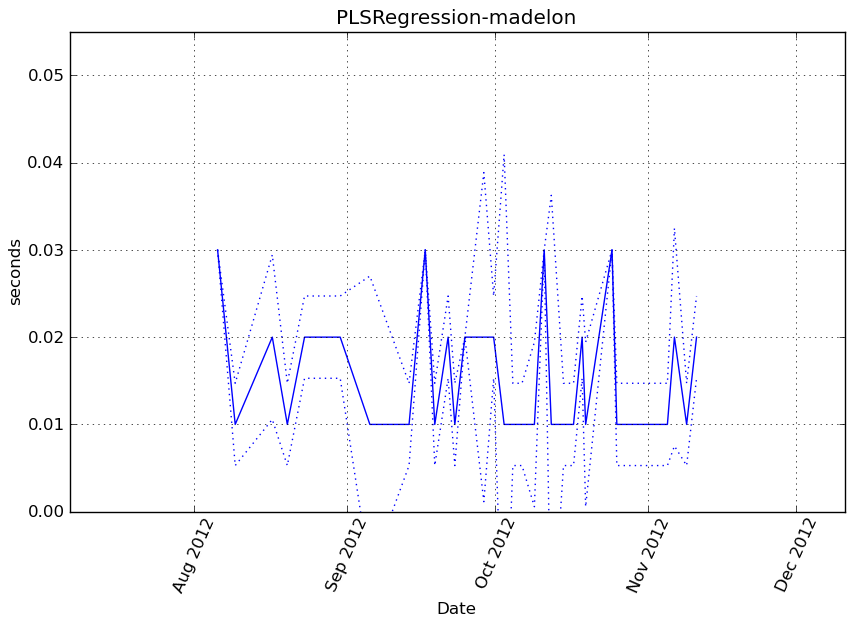 PLSRegression-madelon
0.05
0.04
0.03
0.02
0.01
0.00
seconds
Aug 2012
Sep 2012
Oct 2012
Nov 2012
Dec 2012
Date